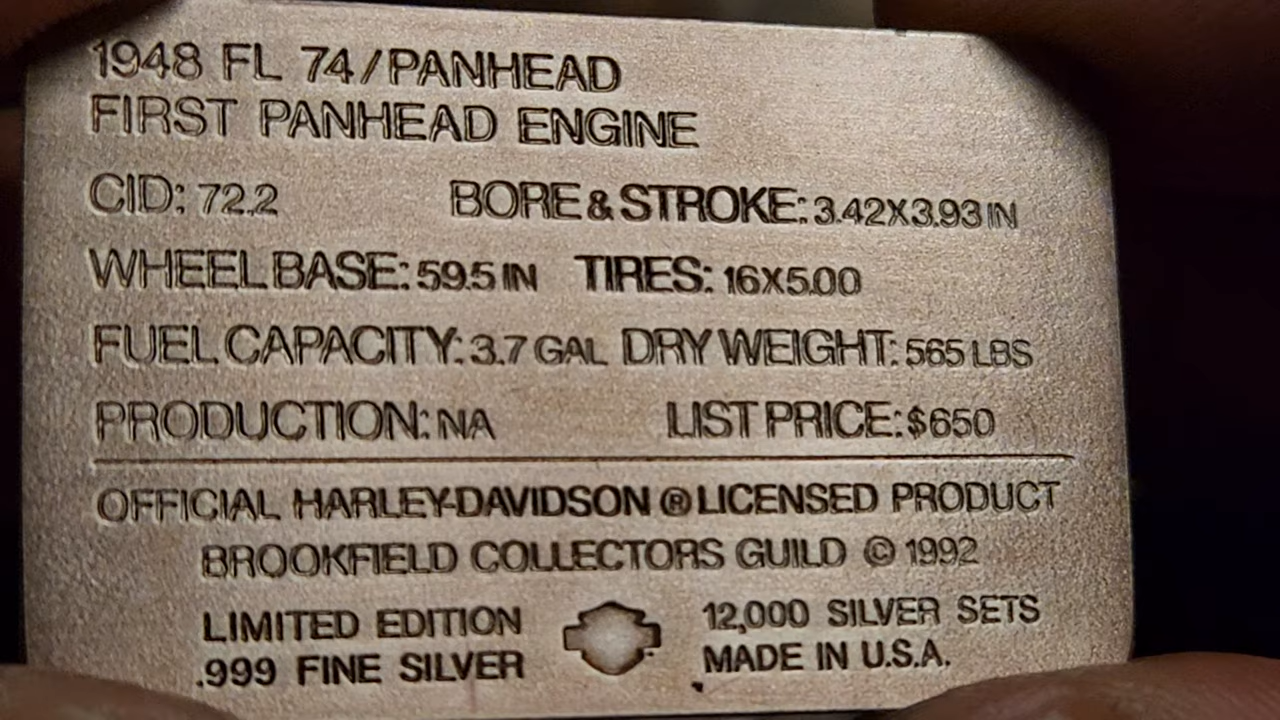 1948 FL 74/PANHEAD
FIRST PANHEAD ENGINE
CID: 72.2 BORE & STROKE: 3.42X3.93 IN
WHEELBASE: 59.5 IN TIRES: 16X5.00
FUEL CAPACITY: 3.7 GAL DRY WEIGHT: 565 LBS
PRODUCTION: NA LIST PRICE: $650
OFFICIAL HARLEY-DAVIDSON ® LICENSED PRODUCT
BROOKFIELD COLLECTORS GUILD © 1992
LIMITED EDITION 12,000 SILVER SETS
.999 FINE SILVER MADE IN U.S.A.